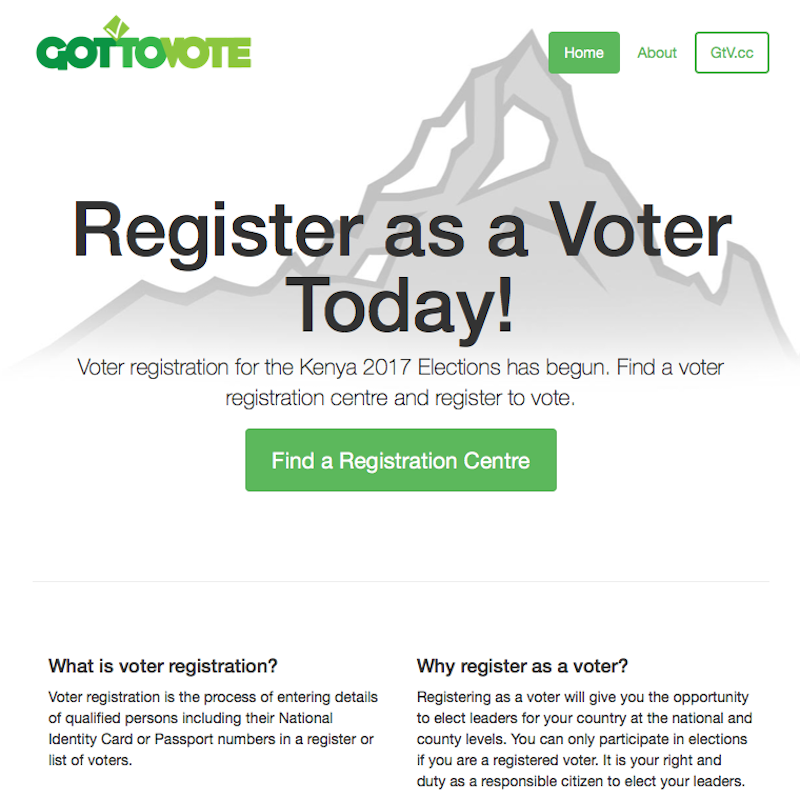 GOTTOVOTE
Home
About
GtV.cc
Register as a Voter
Today!
Voter registration for the Kenya 2017 Elections has begun. Find a voter
registration centre and register to vote.
Find a Registration Centre
What is voter registration?
Voter registration is the process of entering details
of qualified persons including their National
Identity Card or Passport numbers in a register or
list of voters.
Why register as a voter?
Registering as a voter will give you the opportunity
to elect leaders for your country at the national and
county levels. You can only participate in elections
if you are a registered voter. It is your right and
duty as a responsible citizen to elect your leaders.